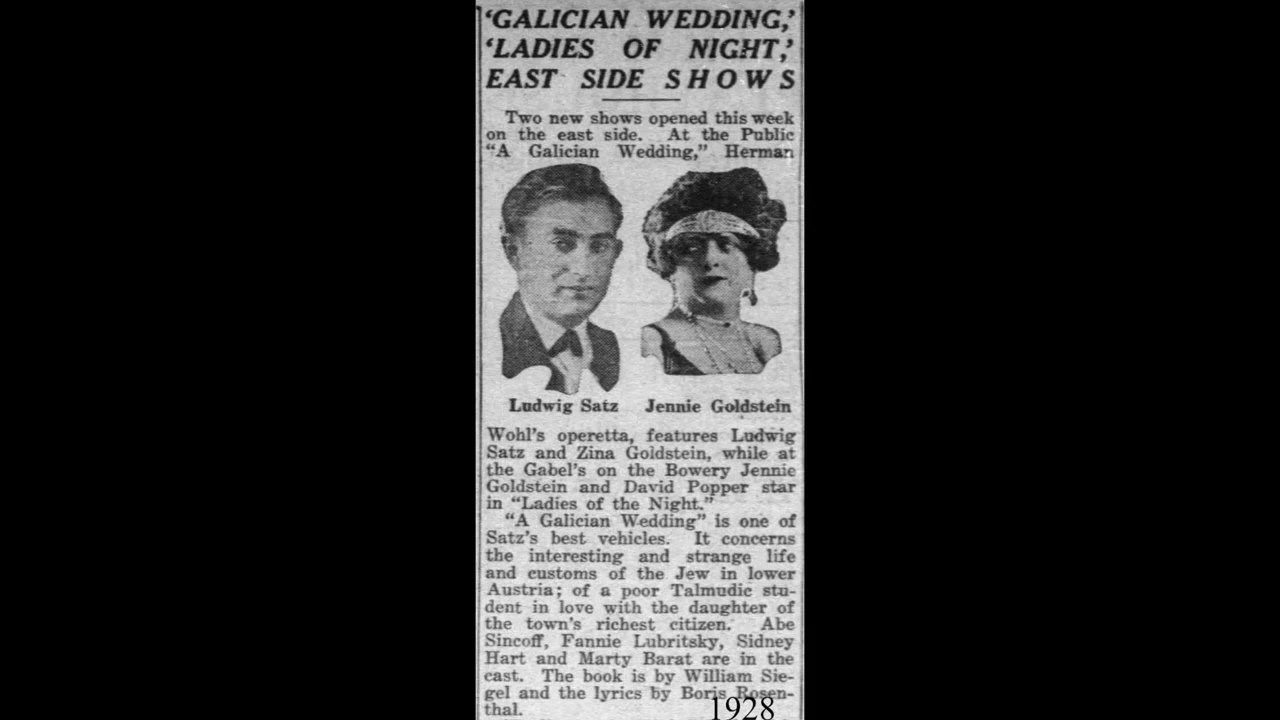 ‘GALICIAN WEDDING,’
‘LADIES OF NIGHT,’
EAST SIDE SHOWS
Two new shows opened this week
on the east side. At the Public
“A Galician Wedding,” Herman
Ludwig Satz Jennie Goldstein
Wohl’s operetta, features Ludwig
Satz and Zina Goldstein, while at
the Gabel’s on the Bowery Jennie
Goldstein and David Popper star
in “Ladies of the Night.”
“A Galician Wedding” is one of
Satz’s best vehicles. It concerns
the interesting and strange life
and customs of the Jew in lower
Austria; of a poor Talmudic stu-
dent in love with the daughter of
the town’s richest citizen. Abe
Sincoff, Fannie Lubritsky, Sidney
Hart and Marty Barat are in the
cast. The book is by William Sie-
gel and the lyrics by Boris Rosen-
thal.
1928